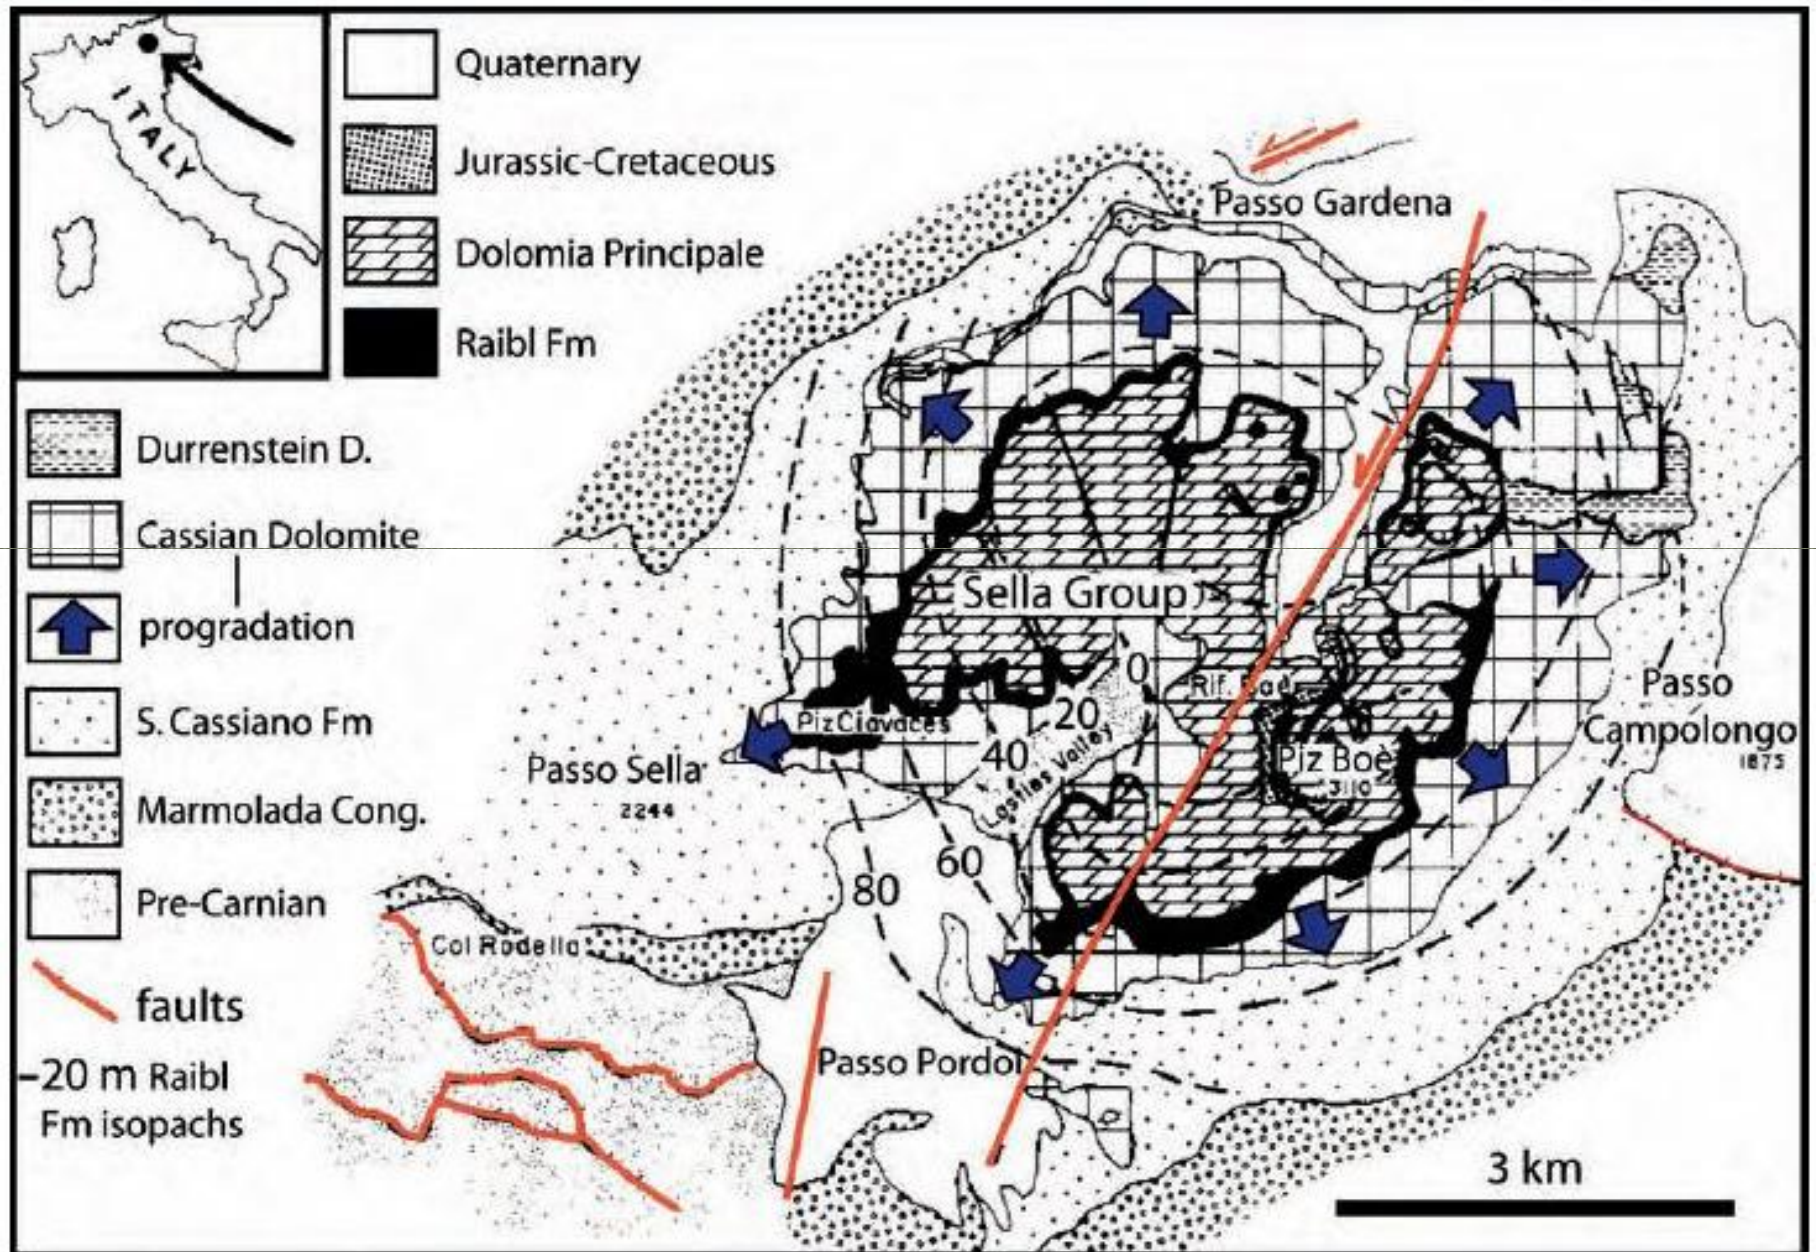 ITALY
Quaternary
Jurassic-Cretaceous
Dolomia Principale
Raibl Fm
Durrenstein D.
Cassian Dolomite
progradation
S. Cassiano Fm
Marmolada Cong.
Pre-Carnian
faults
-20 m Raibl
Fm isopachs
Passo Gardena
Sella Group
0
Rif. Boè
20
Piz Ciavaces
40
Lasties Valley
Passo Sella
2244
Piz Boè
3110
Passo
Campolongo
1875
60
80
Col Rodella
Passo Pordoi
3 km